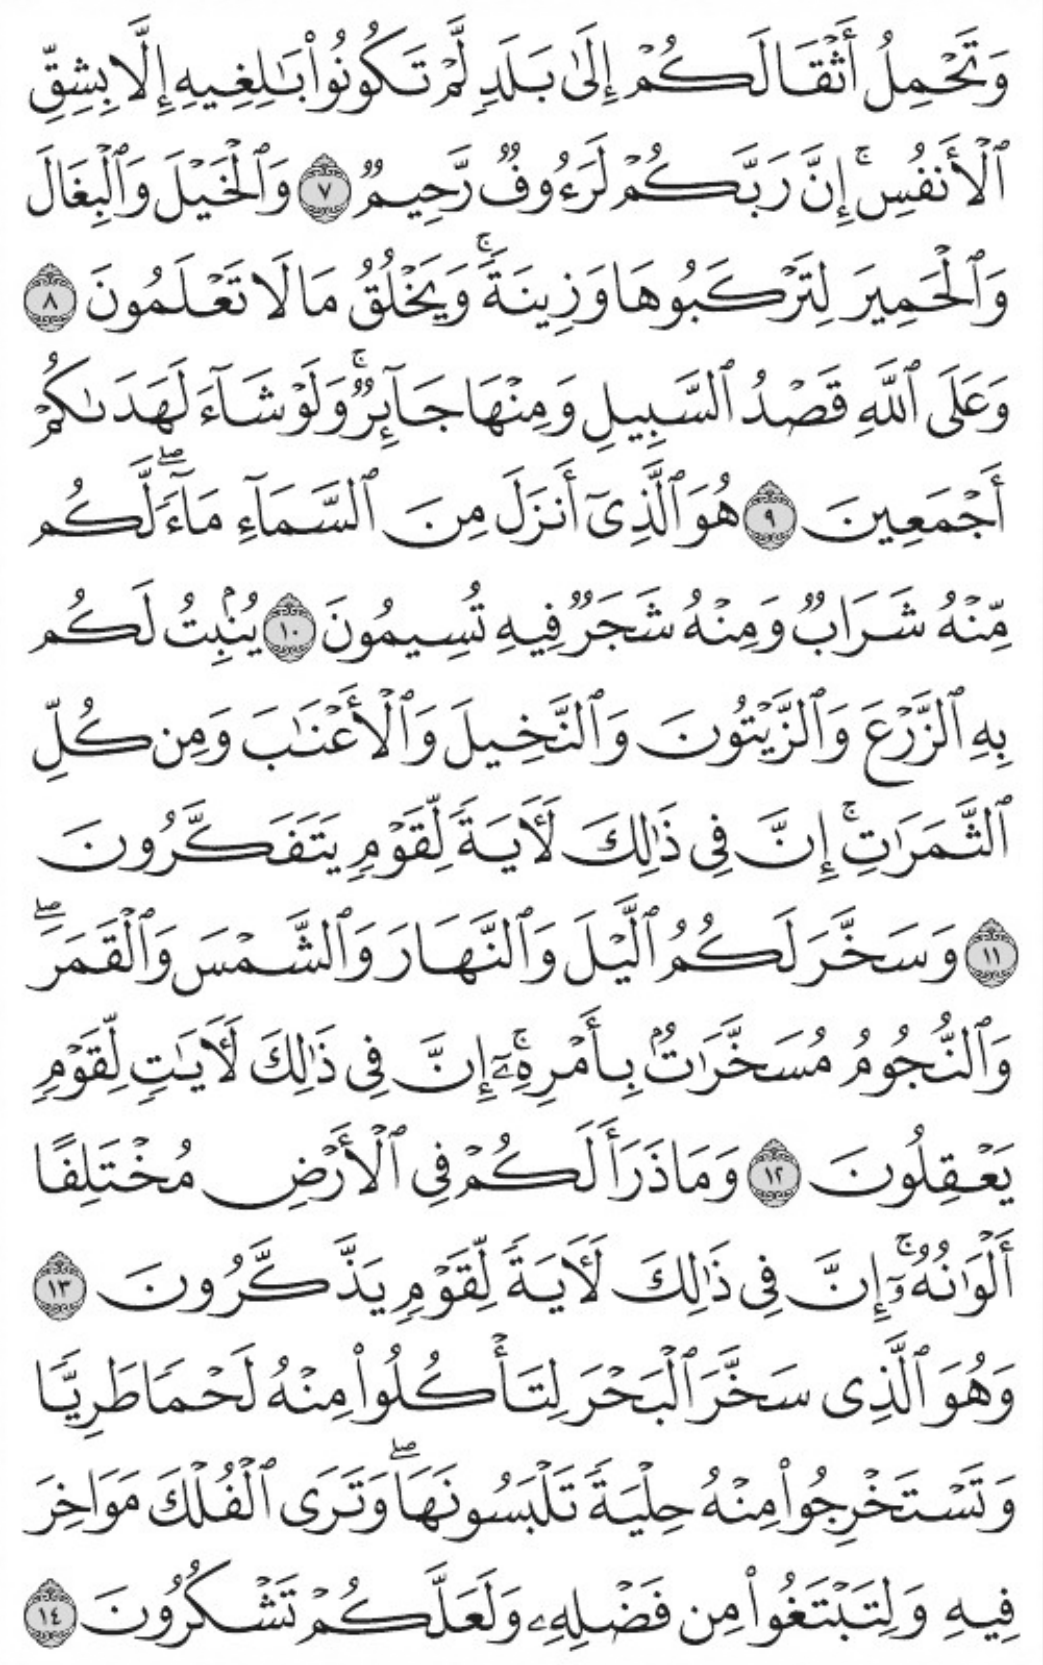 وَتَحْمِلُ أَثْقَالَكُمْ إِلَىٰ بَلَدٍ لَّمْ تَكُونُوا۟ بَـٰلِغِيهِ إِلَّا بِشِقِّ
ٱلْأَنفُسِ ۚ إِنَّ رَبَّكُمْ لَرَءُوفٌ رَّحِيمٌ ٧ وَٱلْخَيْلَ وَٱلْبِغَالَ
وَٱلْحَمِيرَ لِتَرْكَبُوهَا وَزِينَةً ۚ وَيَخْلُقُ مَا لَا تَعْلَمُونَ ٨
وَعَلَى ٱللَّهِ قَصْدُ ٱلسَّبِيلِ وَمِنْهَا جَآئِرٌ ۚ وَلَوْ شَآءَ لَهَدَىٰكُمْ
أَجْمَعِينَ ٩ هُوَ ٱلَّذِىٓ أَنزَلَ مِنَ ٱلسَّمَآءِ مَآءً ۖ لَّكُم
مِّنْهُ شَرَابٌ وَمِنْهُ شَجَرٌ فِيهِ تُسِيمُونَ ١٠ يُنۢبِتُ لَكُم
بِهِ ٱلزَّرْعَ وَٱلزَّيْتُونَ وَٱلنَّخِيلَ وَٱلْأَعْنَـٰبَ وَمِن كُلِّ
ٱلثَّمَرَٰتِ ۚ إِنَّ فِى ذَٰلِكَ لَـَٔايَةً لِّقَوْمٍ يَتَفَكَّرُونَ
١١ وَسَخَّرَ لَكُمُ ٱلَّيْلَ وَٱلنَّهَارَ وَٱلشَّمْسَ وَٱلْقَمَرَ ۖ
وَٱلنُّجُومُ مُسَخَّرَٰتٌۢ بِأَمْرِهِۦٓ ۚ إِنَّ فِى ذَٰلِكَ لَـَٔايَـٰتٍ لِّقَوْمٍ
يَعْقِلُونَ ١٢ وَمَا ذَرَأَ لَكُمْ فِى ٱلْأَرْضِ مُخْتَلِفًا
أَلْوَٰنُهُۥٓ ۚ إِنَّ فِى ذَٰلِكَ لَـَٔايَةً لِّقَوْمٍ يَذَّكَّرُونَ ١٣
وَهُوَ ٱلَّذِى سَخَّرَ ٱلْبَحْرَ لِتَأْكُلُوا۟ مِنْهُ لَحْمًا طَرِيًّا
وَتَسْتَخْرِجُوا۟ مِنْهُ حِلْيَةً تَلْبَسُونَهَا ۖ وَتَرَى ٱلْفُلْكَ مَوَاخِرَ
فِيهِ وَلِتَبْتَغُوا۟ مِن فَضْلِهِۦ وَلَعَلَّكُمْ تَشْكُرُونَ ١٤